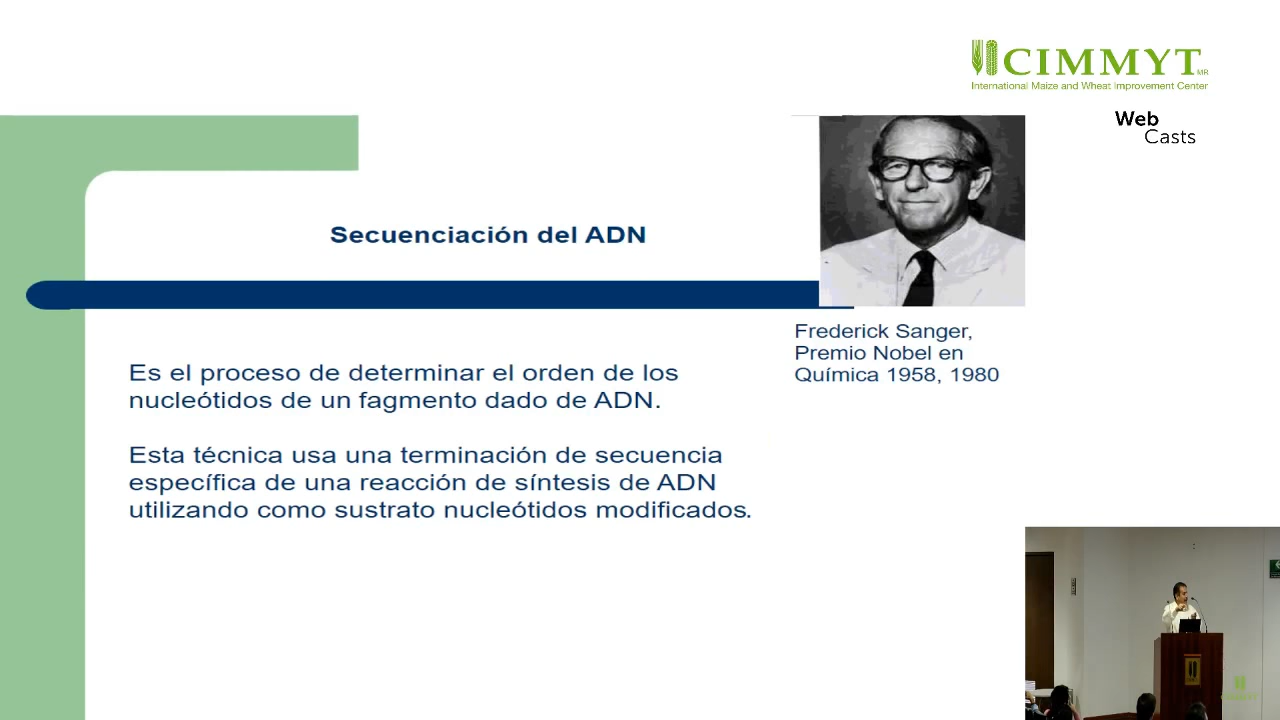 CIMMYT MR
International Maize and Wheat Improvement Center
Web
Casts
Secuenciación del ADN
Frederick Sanger,
Premio Nobel en
Química 1958, 1980
Es el proceso de determinar el orden de los
nucleótidos de un fagmento dado de ADN.
Esta técnica usa una terminación de secuencia
específica de una reacción de síntesis de ADN
utilizando como sustrato nucleótidos modificados.